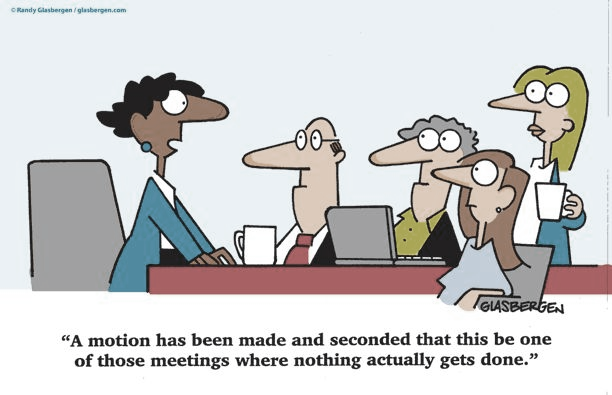 © Randy Glasbergen / glasbergen.com
GLASBERGEN
“A motion has been made and seconded that this be one
of those meetings where nothing actually gets done.”